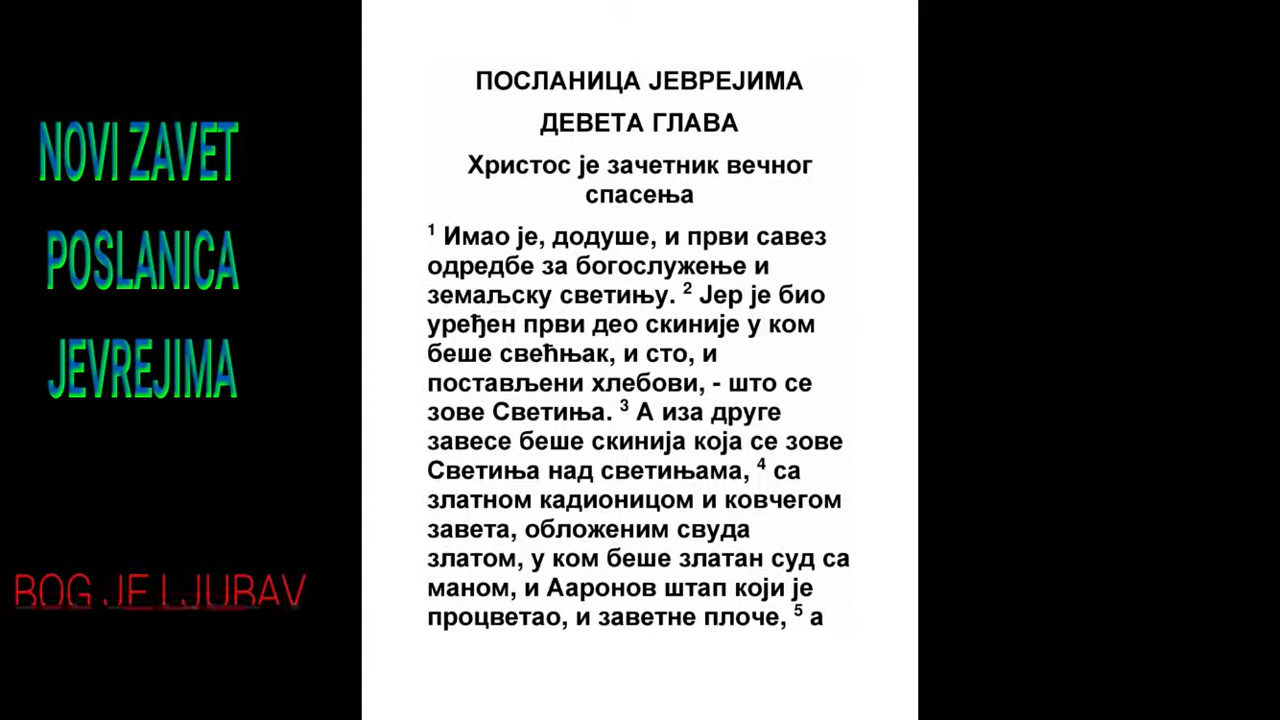 NOVI ZAVET
POSLANICA
JEVREJIMA
BOG JE LJUBAV
ПОСЛАНИЦА ЈЕВРЕЈИМА
ДЕВЕТА ГЛАВА
Христос је зачетник вечног
спасења
¹ Имао је, додуше, и први савез
одредбе за богослужење и
земаљску светињу. ² Јер је био
уређен први део скиније у ком
беше свећњак, и сто, и
постављени хлебови, - што се
зове Светиња. ³ А иза друге
завесе беше скинија која се зове
Светиња над светињама, ⁴ са
златном кадионицом и ковчегом
завета, обложеним свуда
златом, у ком беше златан суд са
маном, и Ааронов штап који је
процветао, и заветне плоче, ⁵ а